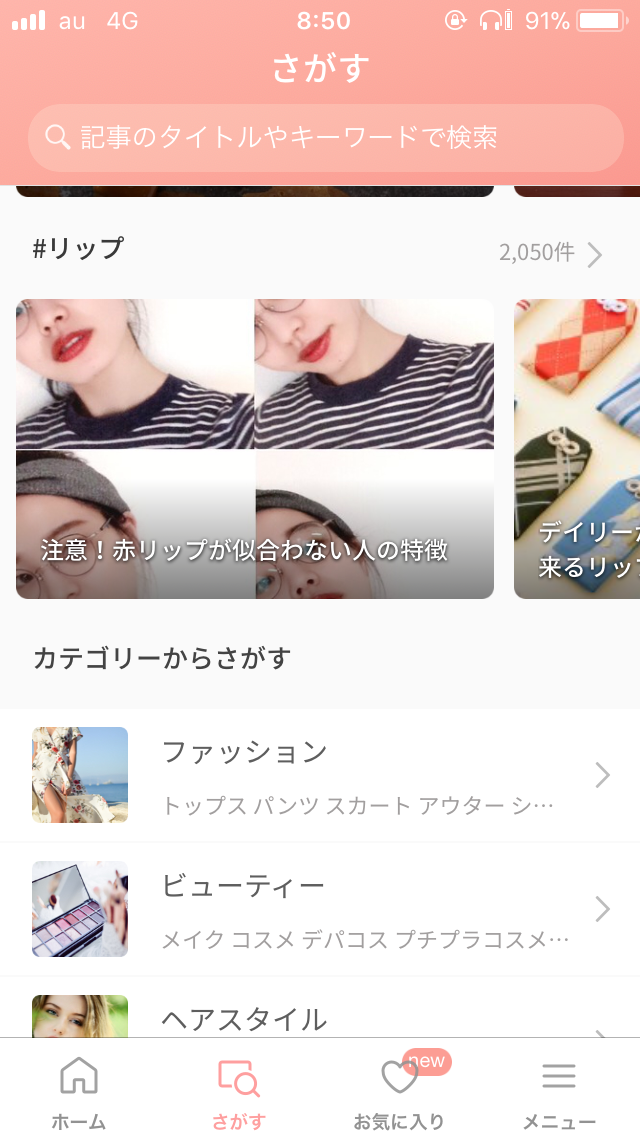 au 4G 8:50 91%
さがす
記事のタイトルやキーワードで検索
#リップ
2,050件
注意！赤リップが似合わない人の特徴
デイリー
来るリッ
カテゴリーからさがす
ファッション
トップス パンツ スカート アウター シ…
ビューティー
メイク コスメ デパコス プチプラコスメ…
ヘアスタイル
new
ホーム
さがす
お気に入り
メニュー